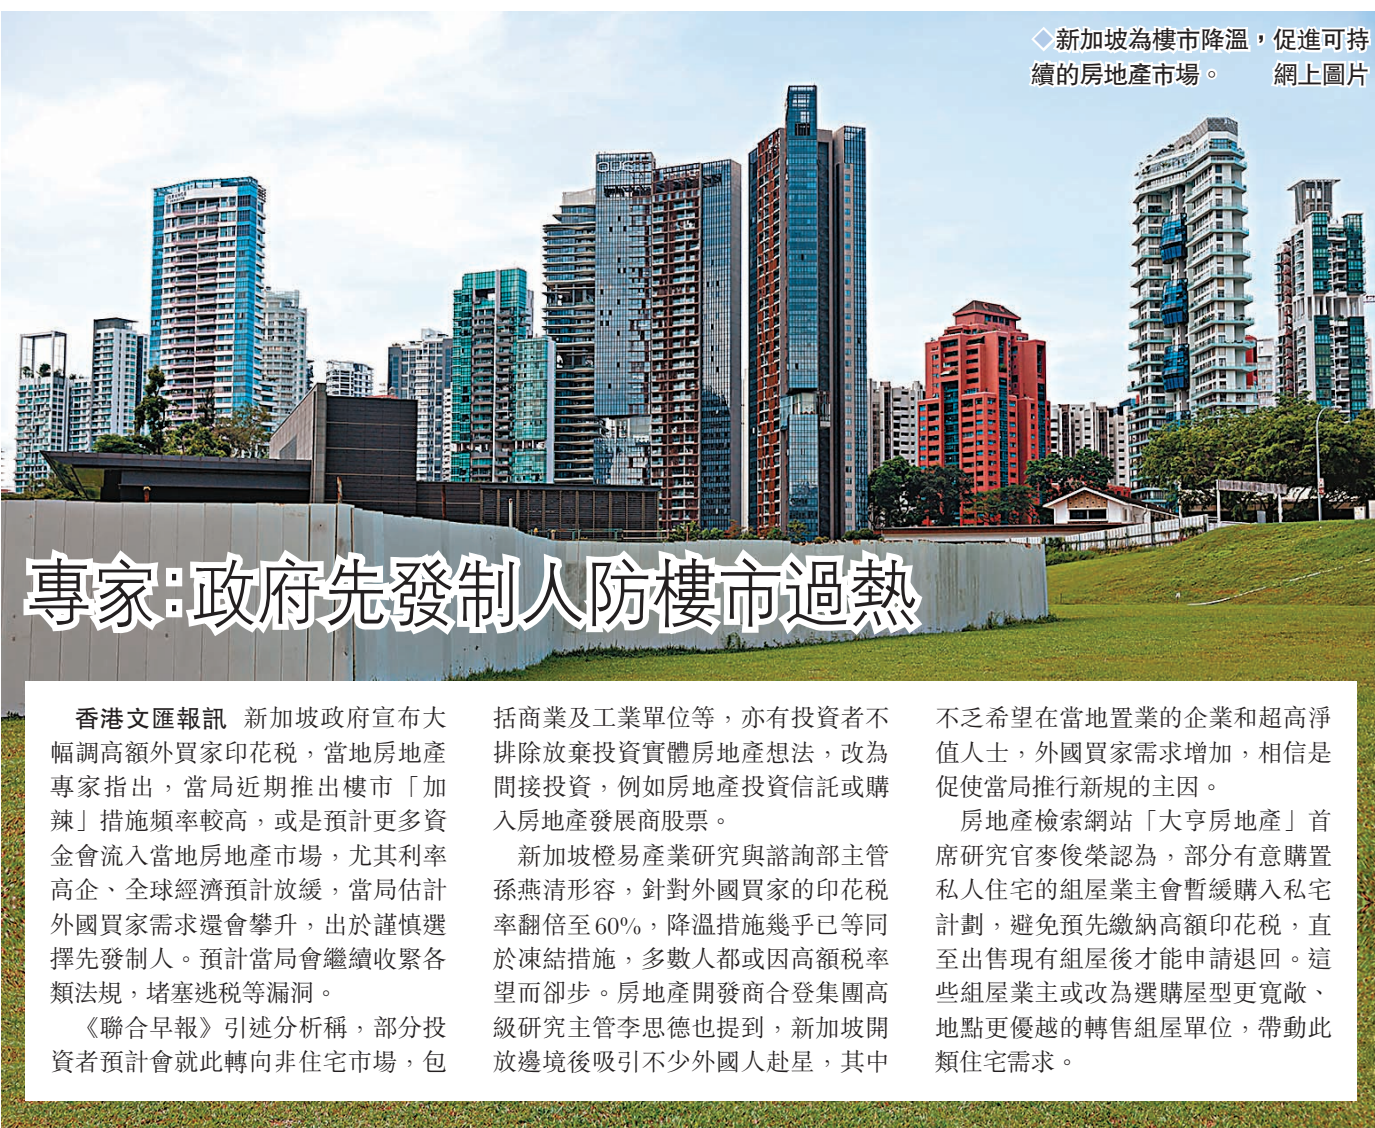 ◇新加坡為樓市降溫，促進可持
續的房地產市場。 網上圖片
專家:政府先發制人防樓市過熱
香港文匯報訊 新加坡政府宣布大
幅調高額外買家印花税，當地房地產
專家指出，當局近期推出樓市「加
辣」措施頻率較高，或是預計更多資
金會流入當地房地產市場，尤其利率
高企、全球經濟預計放緩，當局估計
外國買家需求還會攀升，出於謹慎選
擇先發制人。預計當局會繼續收緊各
類法規，堵塞逃税等漏洞。
《聯合早報》引述分析稱，部分投
資者預計會就此轉向非住宅市場，包
括商業及工業單位等，亦有投資者不
排除放棄投資實體房地產想法，改為
間接投資，例如房地產投資信託或購
入房地產發展商股票。
新加坡橙易產業研究與諮詢部主管
孫燕清形容，針對外國買家的印花税
率翻倍至60%，降溫措施幾乎已等同
於凍結措施，多數人都或因高額税率
望而卻步。房地產開發商合登集團高
級研究主管李思德也提到，新加坡開
放邊境後吸引不少外國人赴星，其中
不乏希望在當地置業的企業和超高淨
值人士，外國買家需求增加，相信是
促使當局推行新規的主因。
房地產檢索網站「大亨房地產」首
席研究官麥俊榮認為，部分有意購置
私人住宅的組屋業主會暫緩購入私宅
計劃，避免預先繳納高額印花税，直
至出售現有組屋後才能申請退回。這
些組屋業主或改為選購屋型更寬敞、
地點更優越的轉售組屋單位，帶動此
類住宅需求。